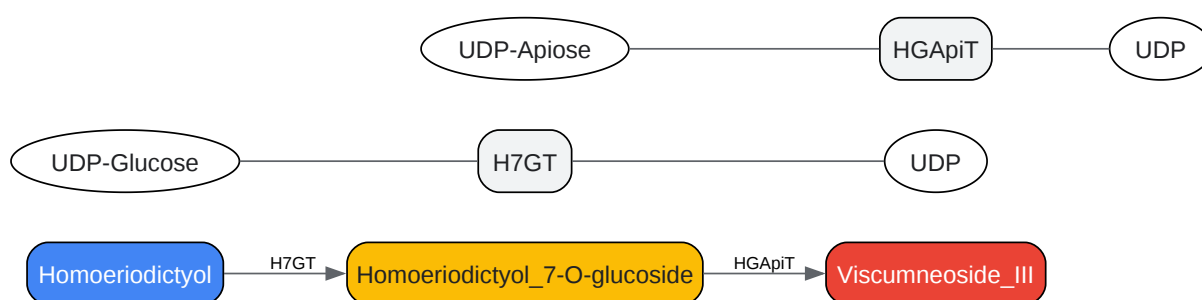 UDP-Apiose
HGApiT
UDP
UDP-Glucose
H7GT
UDP
Homoeriodictyol
H7GT
Homoeriodictyol_7-O-glucoside
HGApiT
Viscumneoside_III